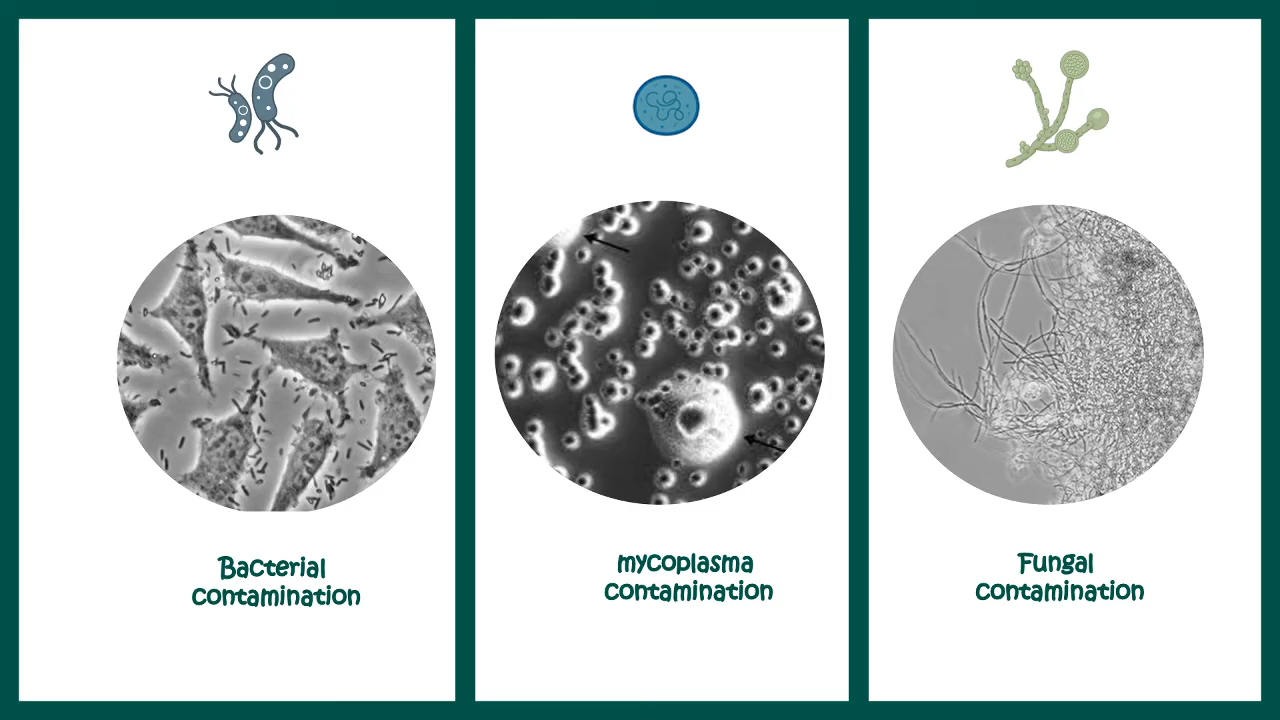 Bacterial
contamination
mycoplasma
contamination
Fungal
contamination